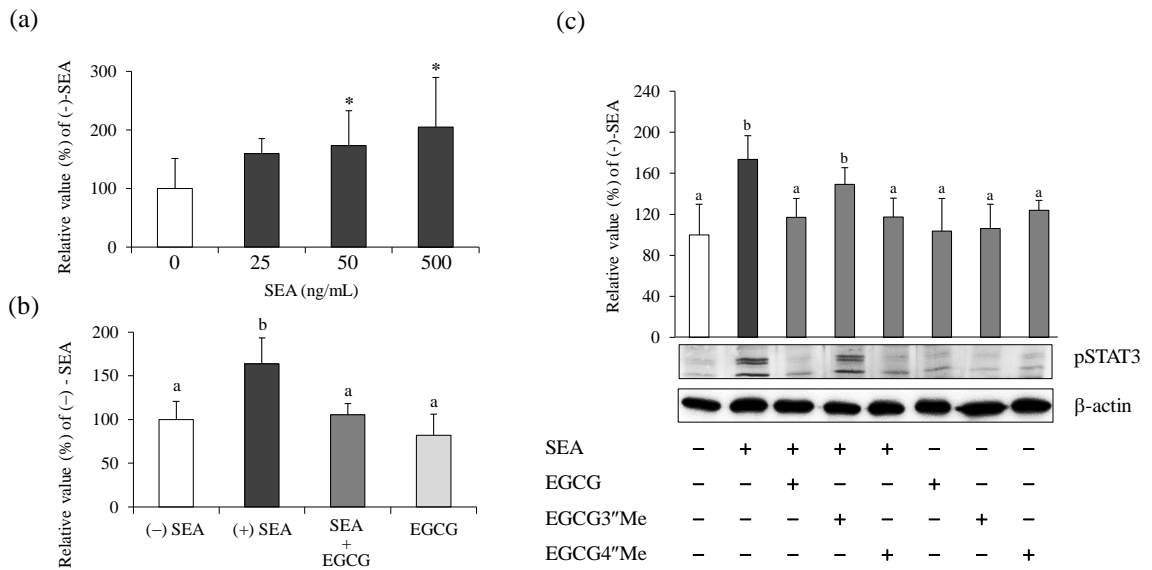 (a)
Relative value (%) of (-)-SEA
300
200
100
0
*
*
0 25 50 500
SEA (ng/mL)
(b)
Relative value (%) of (–) - SEA
200
150
100
50
0
a
b
a
a
(–) SEA (+) SEA SEA EGCG
+
EGCG
(c)
Relative value (%) of (-)-SEA
240
200
160
120
80
40
0
a b a b a a a a
pSTAT3
β-actin
SEA – + + + + – – –
EGCG – – + – – + – –
EGCG3″Me – – – + – – + –
EGCG4″Me – – – – + – – +